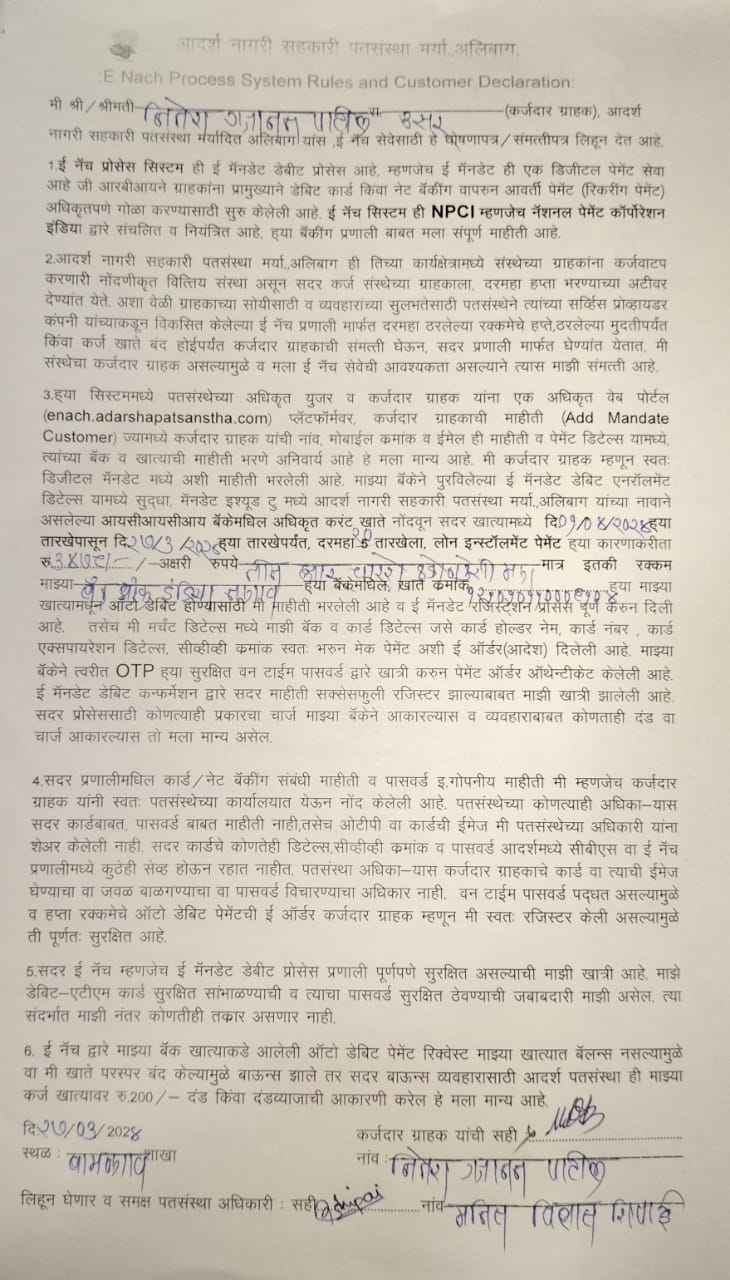 आदर्श नागरी सहकारी पतसंस्था मर्या.,अलिबाग.
:E Nach Process System Rules and Customer Declaration:
मी श्री/श्रीमती नितेश गजानन पाटील रा उसर (कर्जदार ग्राहक), आदर्श
नागरी सहकारी पतसंस्था मर्यादित अलिबाग यांस ,ई नॅच सेवेसाठी हे घोषणापत्र/संमत्तीपत्र लिहून देत आहे.
1.ई नॅच प्रोसेस सिस्टम ही ई मॅनडेट डेबीट प्रोसेस आहे, म्हणजेच ई मॅनडेट ही एक डिजीटल पेमेंट सेवा
आहे जी आरबीआयने ग्राहकांना प्रामुख्याने डेबिट कार्ड किंवा नेट बॅकींग वापरुन आवर्ती पेमेंट (रिकरींग पेमेंट)
अधिकृतपणे गोळा करण्यासाठी सुरु केलेली आहे. ई नॅच सिस्टम ही NPCI म्हणजेच नॅशनल पेमेंट कॉर्पोरेशन
इंडिया द्वारे संचलित व नियंत्रित आहे, ह्या बॅकींग प्रणाली बाबत मला संपूर्ण माहीती आहे.
2.आदर्श नागरी सहकारी पतसंस्था मर्या.,अलिबाग ही तिच्या कार्यक्षेत्रामध्ये संस्थेच्या ग्राहकांना कर्जवाटप
करणारी नोंदणीकृत वित्तिय संस्था असून सदर कर्ज संस्थेच्या ग्राहकाला, दरमहा हप्ता भरण्याच्या अटीवर
देण्यांत येते. अशा वेळी ग्राहकाच्या सोयीसाठी व व्यवहारांच्या सुलभतेसाठी पतसंस्थेने त्यांच्या सर्व्हिस प्रोव्हायडर
कंपनी यांच्याकडून विकसित केलेल्या ई नॅच प्रणाली मार्फत दरमहा ठरलेल्या रक्कमेचे हप्ते,ठरलेल्या मुदतीपर्यंत
किंवा कर्ज खाते बंद होईपर्यंत कर्जदार ग्राहकाची संमत्ती घेऊन, सदर प्रणाली मार्फत घेण्यांत येतात, मी
संस्थेचा कर्जदार ग्राहक असल्यामुळे व मला ई नॅच सेवेची आवश्यकता असल्याने त्यास माझी संमत्ती आहे.
3.ह्या सिस्टममध्ये पतसंस्थेच्या अधिकृत युजर व कर्जदार ग्राहक यांना एक अधिकृत वेब पोर्टल
(enach.adarshapatsanstha.com) प्लॅटफॉर्मवर, कर्जदार ग्राहकाची माहीती (Add Mandate
Customer) ज्यामध्ये कर्जदार ग्राहक यांची नांव, मोबाईल क्रमांक व ईमेल ही माहीती व पेमेंट डिटेल्स यामध्ये,
त्यांच्या बॅक व खात्याची माहीती भरणे अनिवार्य आहे हे मला मान्य आहे. मी कर्जदार ग्राहक म्हणून स्वतः
डिजीटल मॅनडेट मध्ये अशी माहीती भरलेली आहे. माझ्या बॅकेने पुरविलेल्या ई मॅनडेट डेबिट एनरॉलमेंट
डिटेल्स यामध्ये सुद्धा, मॅनडेट इश्यूड टु मध्ये आदर्श नागरी सहकारी पतसंस्था मर्या.,अलिबाग यांच्या नावाने
असलेल्या आयसीआयसीआय बॅकेमधिल अधिकृत करंट खाते नोंदवून सदर खात्यामध्ये दि ०१/०४/२०२४ ह्या
तारखेपासून दि २७/३/२०२८ ह्या तारखेपर्यंत, दरमहा २० तारखेला, लोन इन्स्टॉलमेंट पेमेंट ह्या कारणाकरीता
रु ३४७९/- अक्षरी रुपये तीन हजार चारशे एकोनऐंशी मात्र मात्र इतकी रक्कम
माझ्या बँक ऑफ इंडिया ह्या बॅकेमधिल, खाते क्रमांक ह्या माझ्या
खात्यामधून ऑटो डेबिट होण्यासाठी मी माहीती भरलेली आहे व ई मॅनडेट रजिस्टेशन प्रोसेस पूर्ण करुन दिली
आहे. तसेच मी मर्चंट डिटेल्स मध्ये माझी बॅक व कार्ड डिटेल्स जसे कार्ड होल्डर नेम, कार्ड नंबर , कार्ड
एक्सपायरेशन डिटेल्स, सीव्हीव्ही क्रमांक स्वतः भरुन मेक पेमेंट अशी ई ऑर्डर(आदेश) दिलेली आहे. माझ्या
बॅकेने त्वरीत OTP ह्या सुरक्षित वन टाईम पासवर्ड द्वारे खात्री करुन पेमेंट ऑर्डर ऑथेन्टीकेट केलेली आहे.
ई मॅनडेट डेबिट कन्फर्मेशन द्वारे सदर माहीती सक्सेसफुली रजिस्टर झाल्याबाबत माझी खात्री झालेली आहे.
सदर प्रोसेससाठी कोणत्याही प्रकारचा चार्ज माझ्या बॅकेने आकारल्यास व व्यवहाराबाबत कोणताही दंड वा
चार्ज आकारल्यास तो मला मान्य असेल.
4.सदर प्रणालीमधिल कार्ड/नेट बॅकींग संबंधी माहीती व पासवर्ड इ.गोपनीय माहीती मी म्हणजेच कर्जदार
ग्राहक यांनी स्वतः पतसंस्थेच्या कार्यालयात येऊन नोंद केलेली आहे. पतसंस्थेच्या कोणत्याही अधिका-यास
सदर कार्डबाबत, पासवर्ड बाबत माहीती नाही,तसेच ओटीपी वा कार्डची ईमेज मी पतसंस्थेच्या अधिकारी यांना
शेअर केलेली नाही. सदर कार्डचे कोणतेही डिटेल्स,सीव्हीव्ही क्रमांक व पासवर्ड आदर्शमध्ये सीबीएस वा ई नॅच
प्रणालीमध्ये कुठेही सेव्ह होऊन रहात नाहीत. पतसंस्था अधिका-यास कर्जदार ग्राहकाचे कार्ड वा त्याची ईमेज
घेण्याचा वा जवळ बाळगण्याचा वा पासवर्ड विचारण्याचा अधिकार नाही. वन टाईम पासवर्ड पद्धत असल्यामुळे
व हप्ता रक्कमेचे ऑटो डेबिट पेमेंटची ई ऑर्डर कर्जदार ग्राहक म्हणून मी स्वतः रजिस्टर केली असल्यामुळे
ती पूर्णतः सुरक्षित आहे.
5.सदर ई नॅच म्हणजेच ई मॅनडेट डेबीट प्रोसेस प्रणाली पूर्णपणे सुरक्षित असल्याची माझी खात्री आहे. माझे
डेबिट–एटीएम कार्ड सुरक्षित सांभाळण्याची व त्याचा पासवर्ड सुरक्षित ठेवण्याची जबाबदारी माझी असेल. त्या
संदर्भात माझी नंतर कोणतीही तक्रार असणार नाही.
6. ई नॅच द्वारे माझ्या बॅक खात्याकडे आलेली ऑटो डेबिट पेमेंट रिक्वेस्ट माझ्या खात्यात बॅलन्स नसल्यामुळे
वा मी खाते परस्पर बंद केल्यामुळे बाऊन्स झाले तर सदर बाऊन्स व्यवहारासाठी आदर्श पतसंस्था ही माझ्या
कर्ज खात्यावर रु.200/– दंड किंवा दंडव्याजाची आकारणी करेल हे मला मान्य आहे.
दि २७/०३/2024 कर्जदार ग्राहक यांची सही
स्थळ : शाखा नांव : नितेश गजानन पाटील
लिहून घेणार व समक्ष पतसंस्था अधिकारी : सही नांव विलास सिपाई